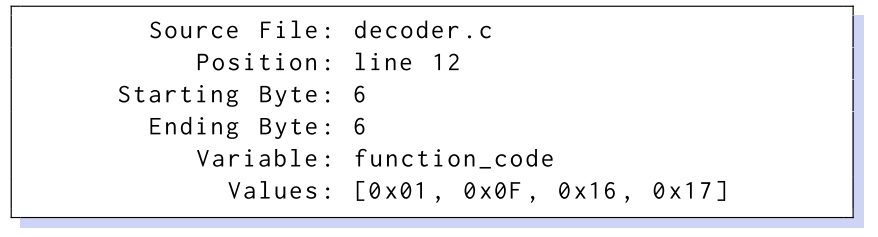 Source File: decoder.c
Position: line 12
Starting Byte: 6
Ending Byte: 6
Variable: function_code
Values: [0x01, 0x0F, 0x16, 0x17]